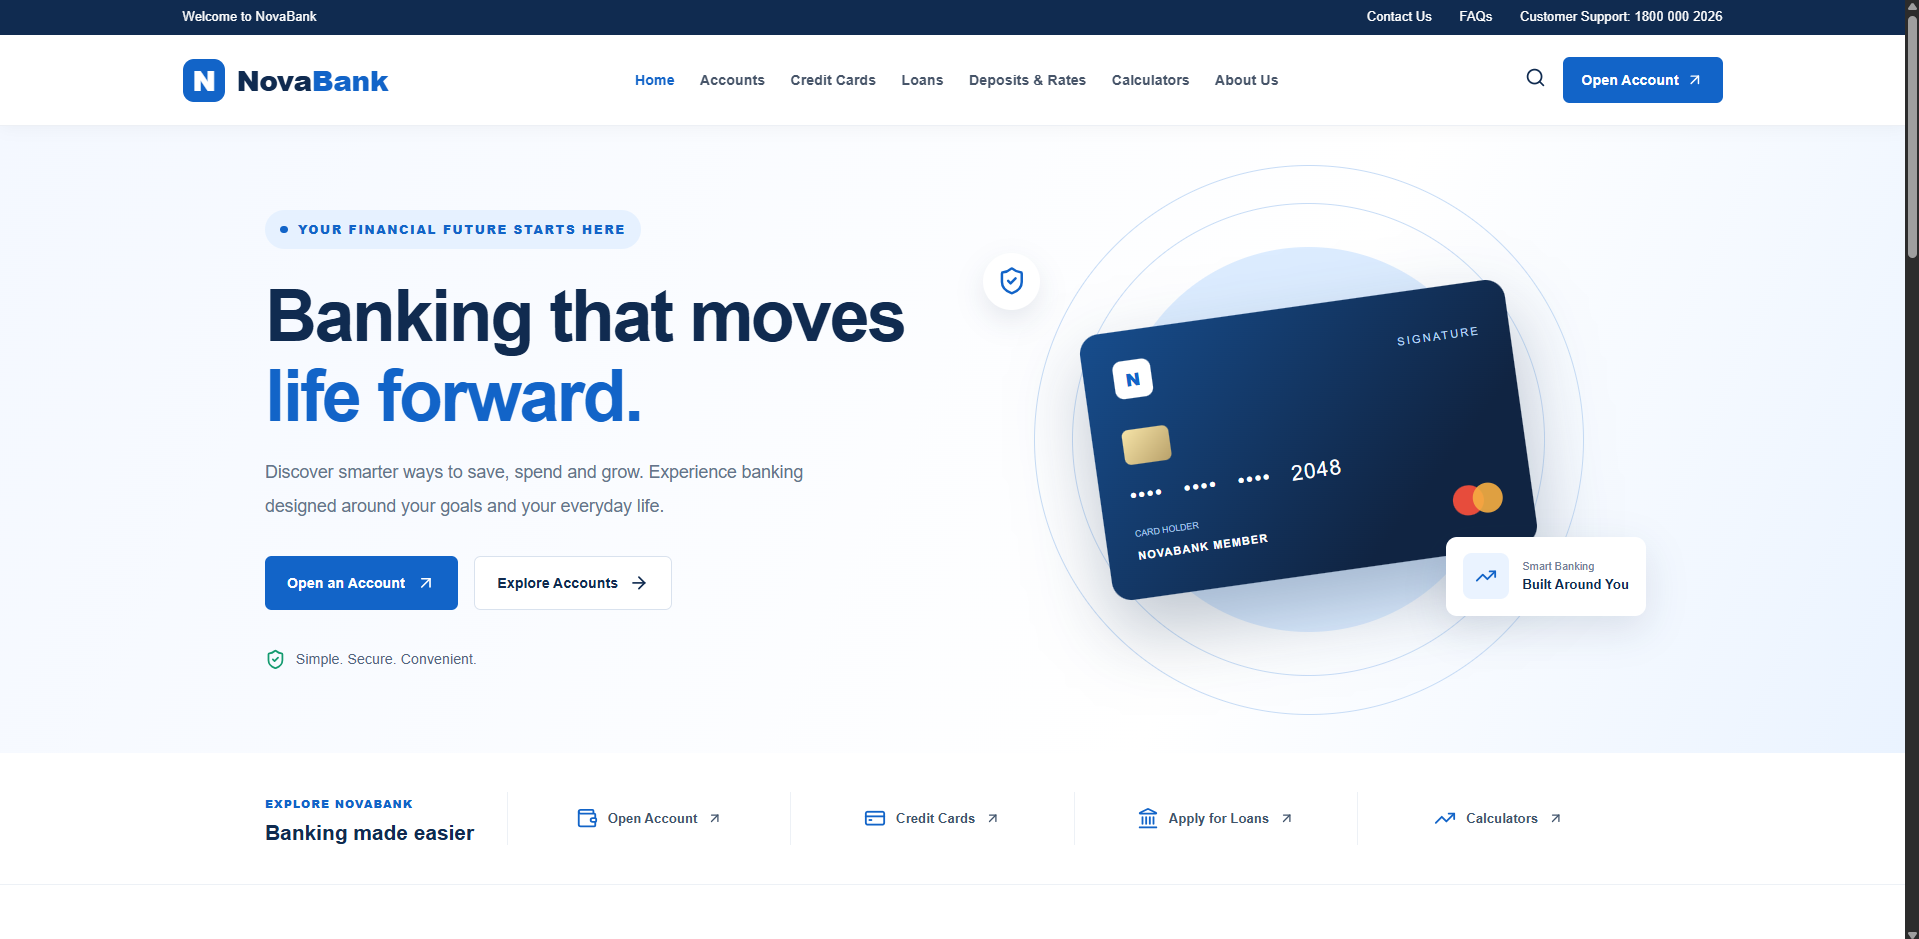 Welcome to NovaBank
Contact Us
FAQs
Customer Support: 1800 000 2026
N NovaBank
Home
Accounts
Credit Cards
Loans
Deposits & Rates
Calculators
About Us
Open Account
YOUR FINANCIAL FUTURE STARTS HERE
Banking that moves
life forward.
Discover smarter ways to save, spend and grow. Experience banking
designed around your goals and your everyday life.
Open an Account
Explore Accounts
Simple. Secure. Convenient.
SIGNATURE
N
•••• •••• •••• 2048
CARD HOLDER
NOVABANK MEMBER
Smart Banking
Built Around You
EXPLORE NOVABANK
Banking made easier
Open Account
Credit Cards
Apply for Loans
Calculators